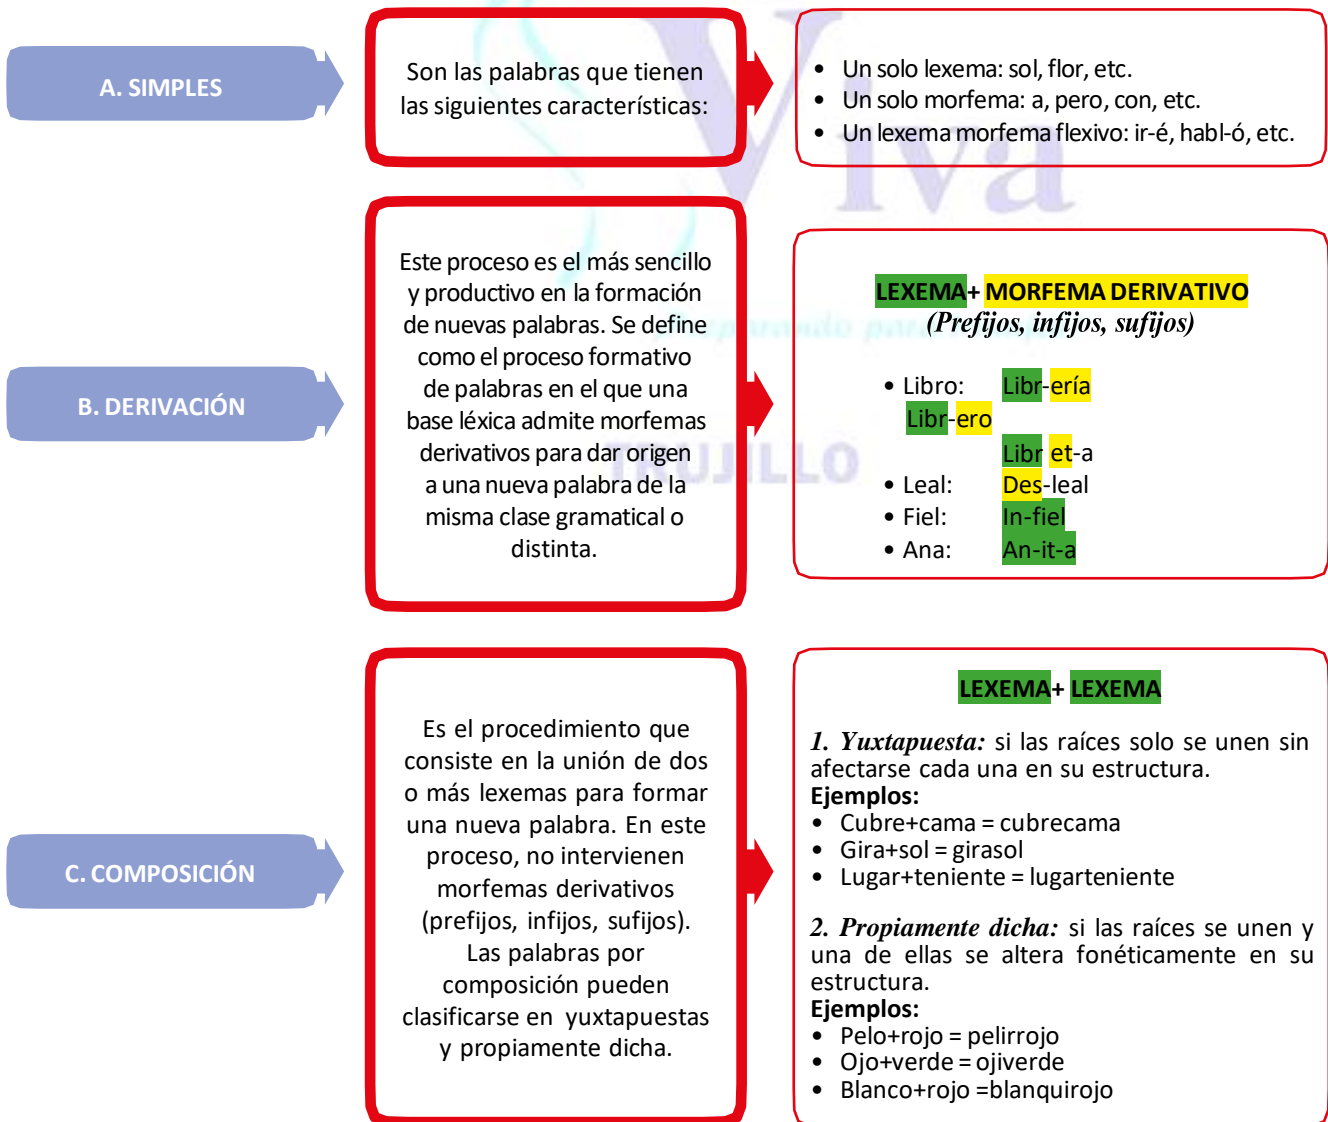 A. SIMPLES
Son las palabras que tienen
las siguientes características:
• Un solo lexema: sol, flor, etc.
• Un solo morfema: a, pero, con, etc.
• Un lexema morfema flexivo: ir-é, habl-ó, etc.
Viva
B. DERIVACIÓN
Este proceso es el más sencillo
y productivo en la formación
de nuevas palabras. Se define
como el proceso formativo
de palabras en el que una
base léxica admite morfemas
derivativos para dar origen
a una nueva palabra de la
misma clase gramatical o
distinta.
TRUJILLO
LEXEMA+ MORFEMA DERIVATIVO
(Prefijos, infijos, sufijos)
• Libro: Libr-ería
Libr-ero
Libr et-a
• Leal: Des-leal
• Fiel: In-fiel
• Ana: An-it-a
C. COMPOSICIÓN
Es el procedimiento que
consiste en la unión de dos
o más lexemas para formar
una nueva palabra. En este
proceso, no intervienen
morfemas derivativos
(prefijos, infijos, sufijos).
Las palabras por
composición pueden
clasificarse en yuxtapuestas
y propiamente dicha.
LEXEMA+ LEXEMA
1. Yuxtapuesta: si las raíces solo se unen sin
afectarse cada una en su estructura.
Ejemplos:
• Cubre+cama = cubrecama
• Gira+sol = girasol
• Lugar+teniente = lugarteniente
2. Propiamente dicha: si las raíces se unen y
una de ellas se altera fonéticamente en su
estructura.
Ejemplos:
• Pelo+rojo = pelirrojo
• Ojo+verde = ojiverde
• Blanco+rojo =blanquirojo